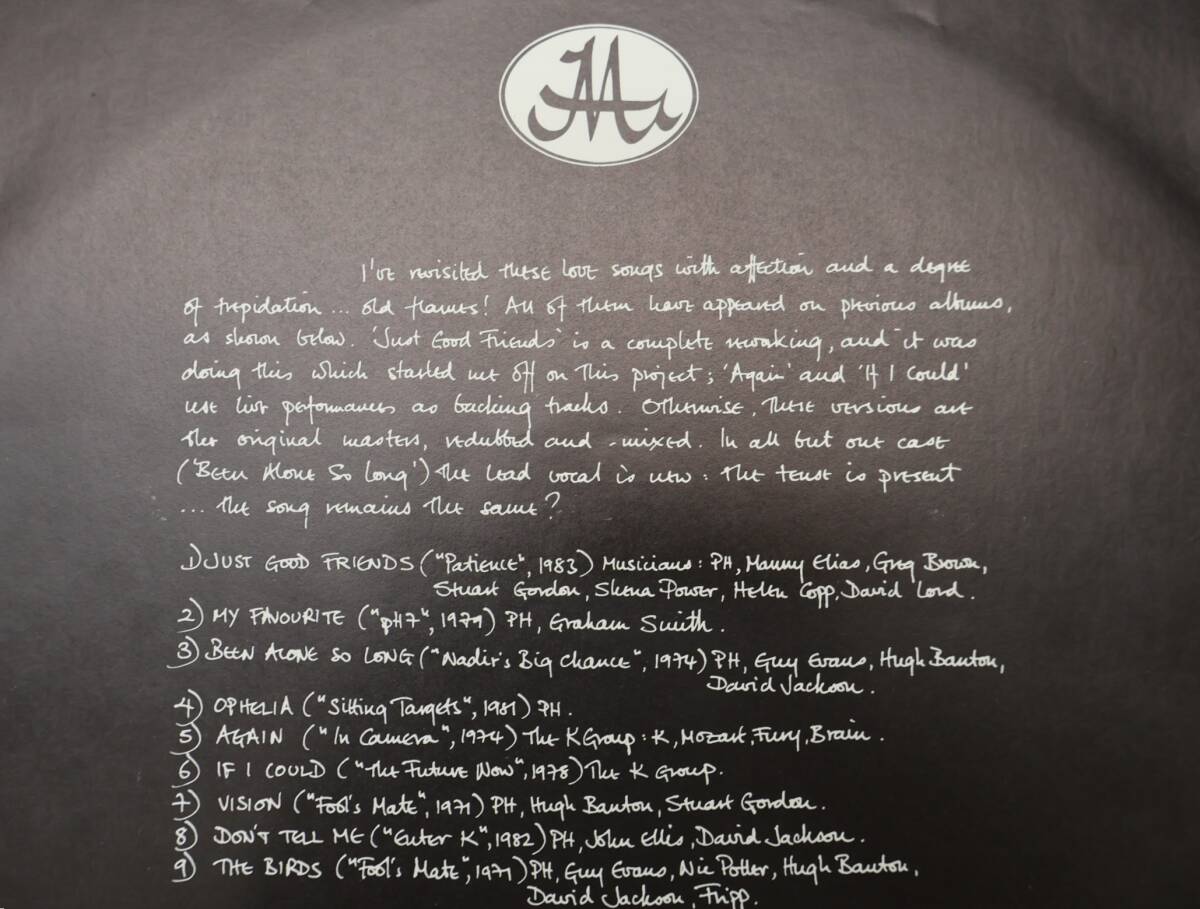 I've revisited these love songs with affection and a degree
of trepidation ... old flames! All of them have appeared on previous albums,
as shown below. 'Just Good Friends' is a complete reworking, and it was
doing this which started me off on this project; 'Again' and 'If I Could'
use live performances as backing tracks. Otherwise, these versions are
the original masters, redubbed and -mixed. In all but one case
('Been Alone So Long') the lead vocal is new: the tense is present
... the song remains the same?
1) JUST GOOD FRIENDS ("Patience", 1983) Musicians: PH, Manny Elias, Greg Brown,
Stuart Gordon, Shena Power, Helen Copp, David Lord.
2) MY FAVOURITE ("pH7", 1979) PH, Graham Smith.
3) BEEN ALONE SO LONG ("Nadir's Big Chance", 1974) PH, Guy Evans, Hugh Banton,
David Jackson.
4) OPHELIA ("Sitting Targets", 1981) PH.
5) AGAIN ("In Camera", 1974) The K Group: K, Mozart, Fury, Brain.
6) IF I COULD ("The Future Now", 1978) The K Group.
7) VISION ("Fool's Mate", 1971) PH, Hugh Banton, Stuart Gordon.
8) DON'T TELL ME ("Enter K", 1982) PH, John Ellis, David Jackson.
9) THE BIRDS ("Fool's Mate", 1971) PH, Guy Evans, Nic Potter, Hugh Banton,
David Jackson, Fripp.